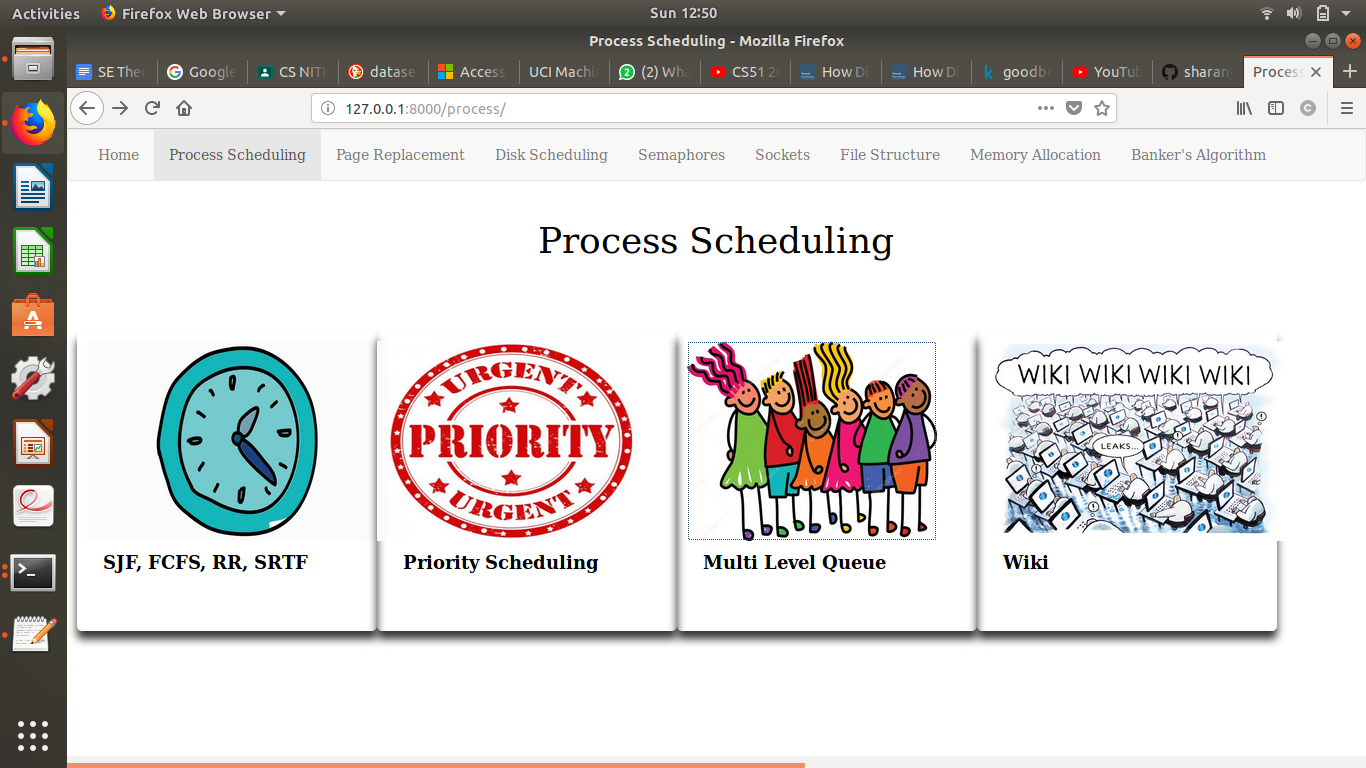 Activities Firefox Web Browser Sun 12:50
Process Scheduling - Mozilla Firefox
SE Theo Google CS NITK datase Access UCI Machi (2) Wha CS51 2 How Di How Di goodb YouTub sharan Process
127.0.0.1:8000/process/
Home Process Scheduling Page Replacement Disk Scheduling Semaphores Sockets File Structure Memory Allocation Banker's Algorithm
Process Scheduling
URGENT
PRIORITY
URGENT
WIKI WIKI WIKI WIKI
LEAKS...
SJF, FCFS, RR, SRTF Priority Scheduling Multi Level Queue Wiki